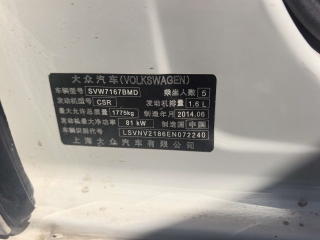 大众汽车(VOLKSWAGEN)
车辆型号 SVW7167BMD 乘坐人数 5
发动机型号 CSR 发动机排量 1.6 L
最大允许总质量 1775kg 制造年月 2014.06
发动机最大净功率 81 kW 制造国 中国
车辆识别代号 LSVNV2186EN072240
上海大众汽车有限公司